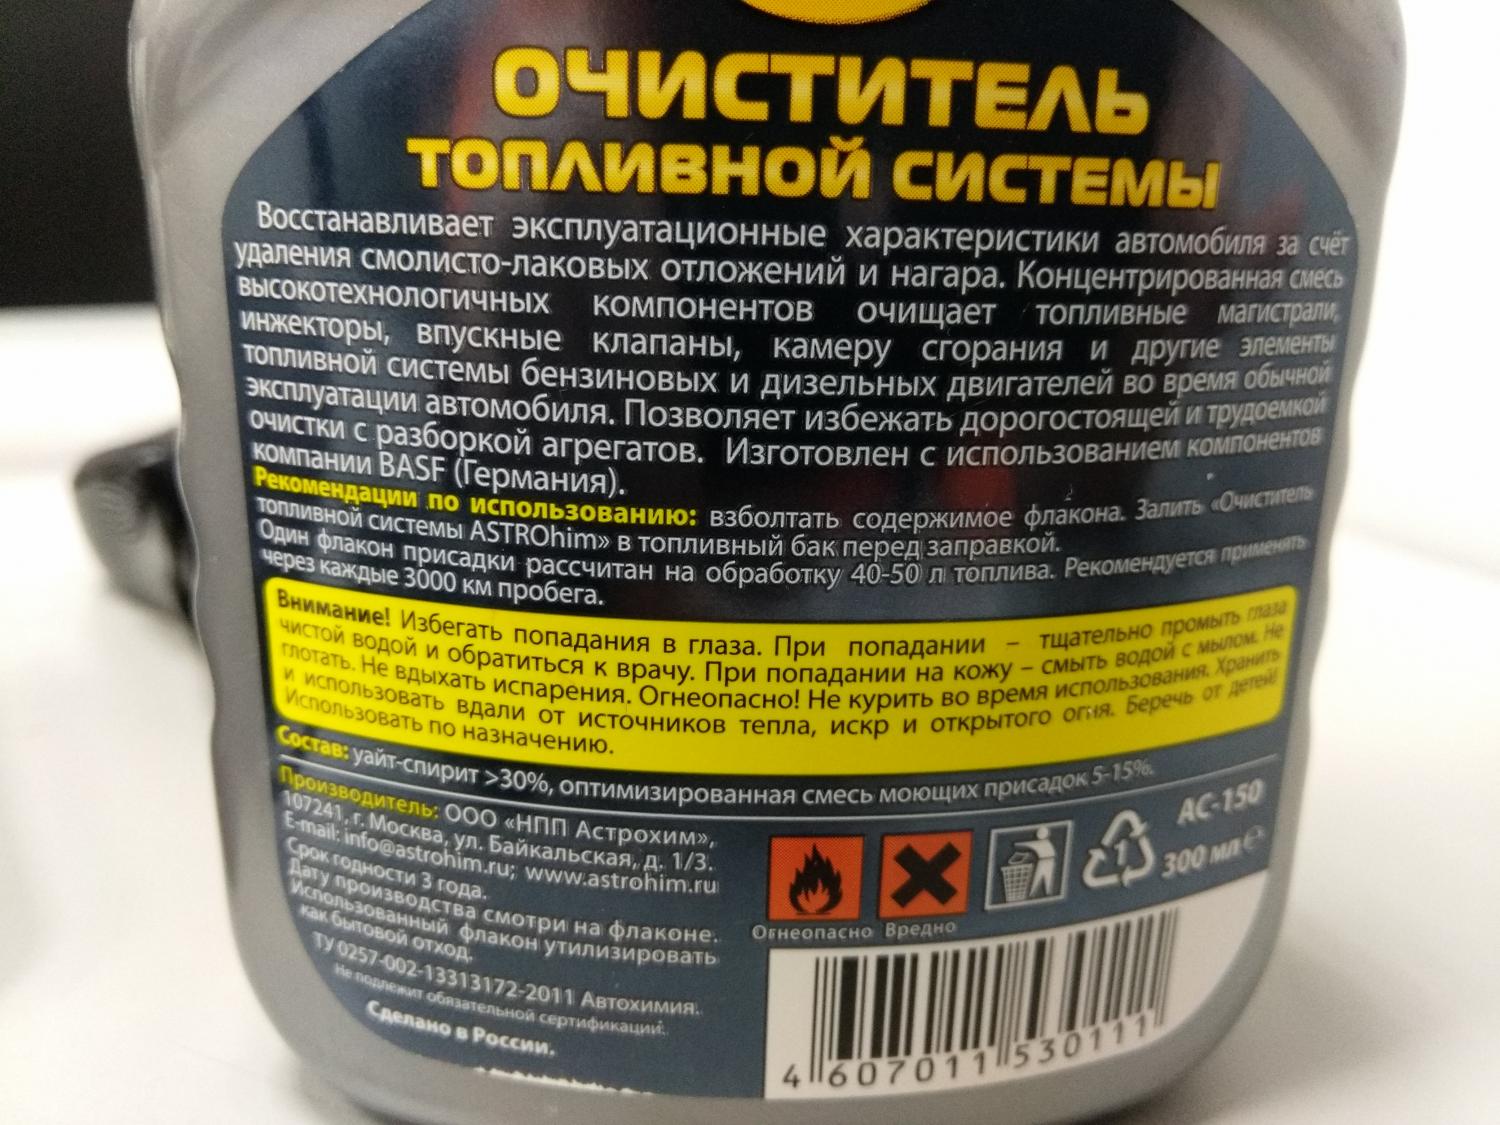 ОЧИСТИТЕЛЬ
ТОПЛИВНОЙ СИСТЕМЫ
Восстанавливает эксплуатационные характеристики автомобиля за счёт
удаления смолисто-лаковых отложений и нагара. Концентрированная смесь
высокотехнологичных компонентов очищает топливные магистрали,
инжекторы, впускные клапаны, камеру сгорания и другие элементы
топливной системы бензиновых и дизельных двигателей во время обычной
эксплуатации автомобиля. Позволяет избежать дорогостоящей и трудоемкой
очистки с разборкой агрегатов. Изготовлен с использованием компонентов
компании BASF (Германия).
Рекомендации по использованию: взболтать содержимое флакона. Залить «Очиститель
топливной системы ASTROhim» в топливный бак перед заправкой.
Один флакон присадки рассчитан на обработку 40-50 л топлива. Рекомендуется применять
через каждые 3000 км пробега.
Внимание! Избегать попадания в глаза. При попадании – тщательно промыть глаза
чистой водой и обратиться к врачу. При попадании на кожу – смыть водой с мылом. Не
глотать. Не вдыхать испарения. Огнеопасно! Не курить во время использования. Хранить
и использовать вдали от источников тепла, искр и открытого огня. Беречь от детей!
Использовать по назначению.
Состав: уайт-спирит >30%, оптимизированная смесь моющих присадок 5-15%.
Производитель: ООО «НПП Астрохим»,
107241, г. Москва, ул. Байкальская, д. 1/3.
E-mail: info@astrohim.ru; www.astrohim.ru
Срок годности 3 года.
Дату производства смотри на флаконе.
Использованный флакон утилизировать
как бытовой отход.
ТУ 0257-002-13313172-2011 Автохимия.
Не подлежит обязательной сертификации.
Сделано в России.
Огнеопасно Вредно
1
АС-150
300 мл ℮
4 607011 530111